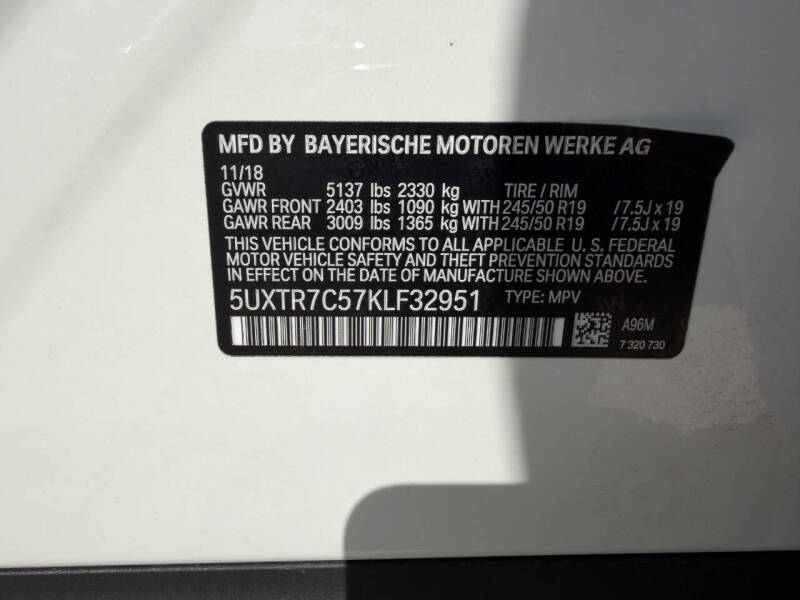 MFD BY BAYERISCHE MOTOREN WERKE AG
11/18
GVWR 5137 lbs 2330 kg TIRE / RIM
GAWR FRONT 2403 lbs 1090 kg WITH 245/50 R19 / 7.5J x 19
GAWR REAR 3009 lbs 1365 kg WITH 245/50 R19 / 7.5J x 19
THIS VEHICLE CONFORMS TO ALL APPLICABLE U. S. FEDERAL
MOTOR VEHICLE SAFETY AND THEFT PREVENTION STANDARDS
IN EFFECT ON THE DATE OF MANUFACTURE SHOWN ABOVE.
5UXTR7C57KLF32951 TYPE: MPV
A96M
7 320 730